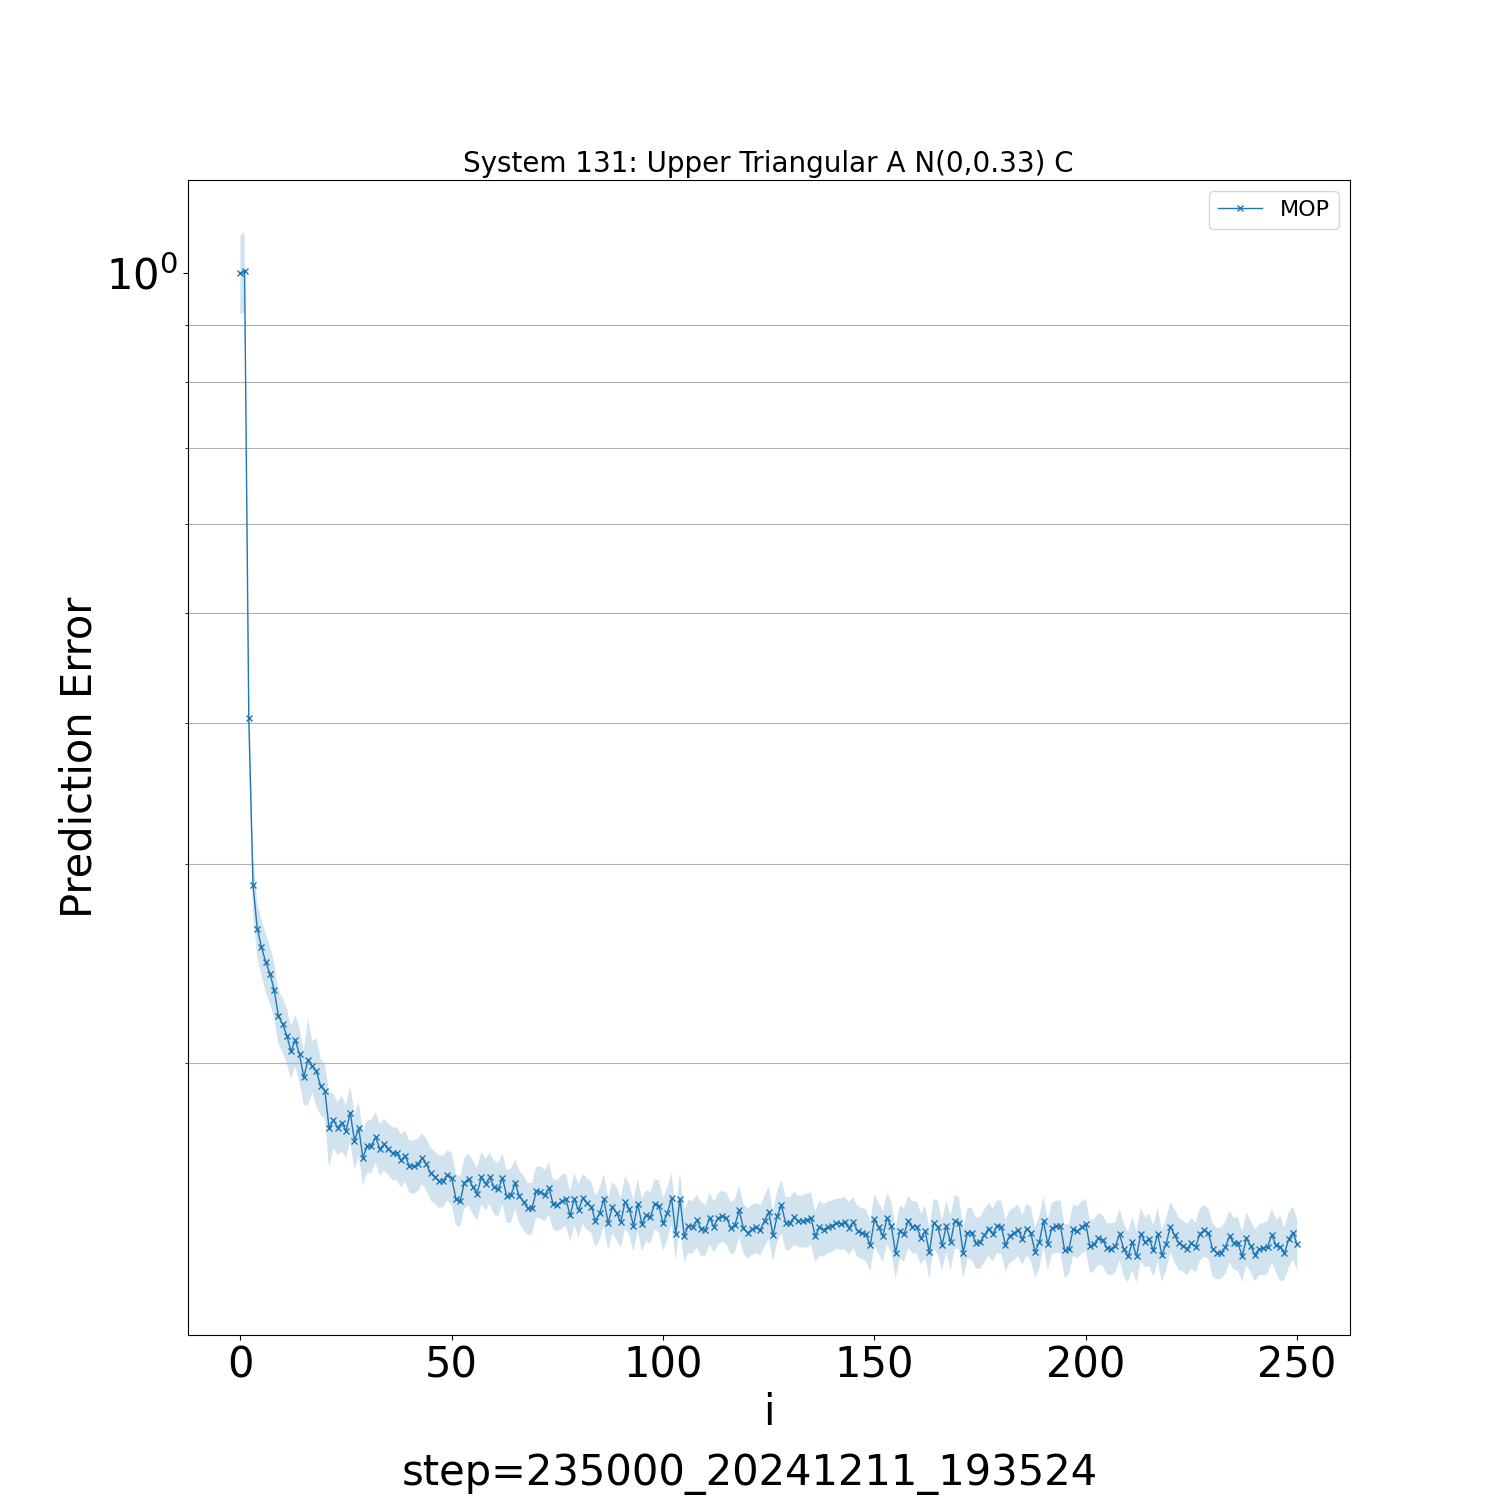 System 131: Upper Triangular A N(0,0.33) C
MOP
10⁰
Prediction Error
0 50 100 150 200 250
i
step=235000_20241211_193524